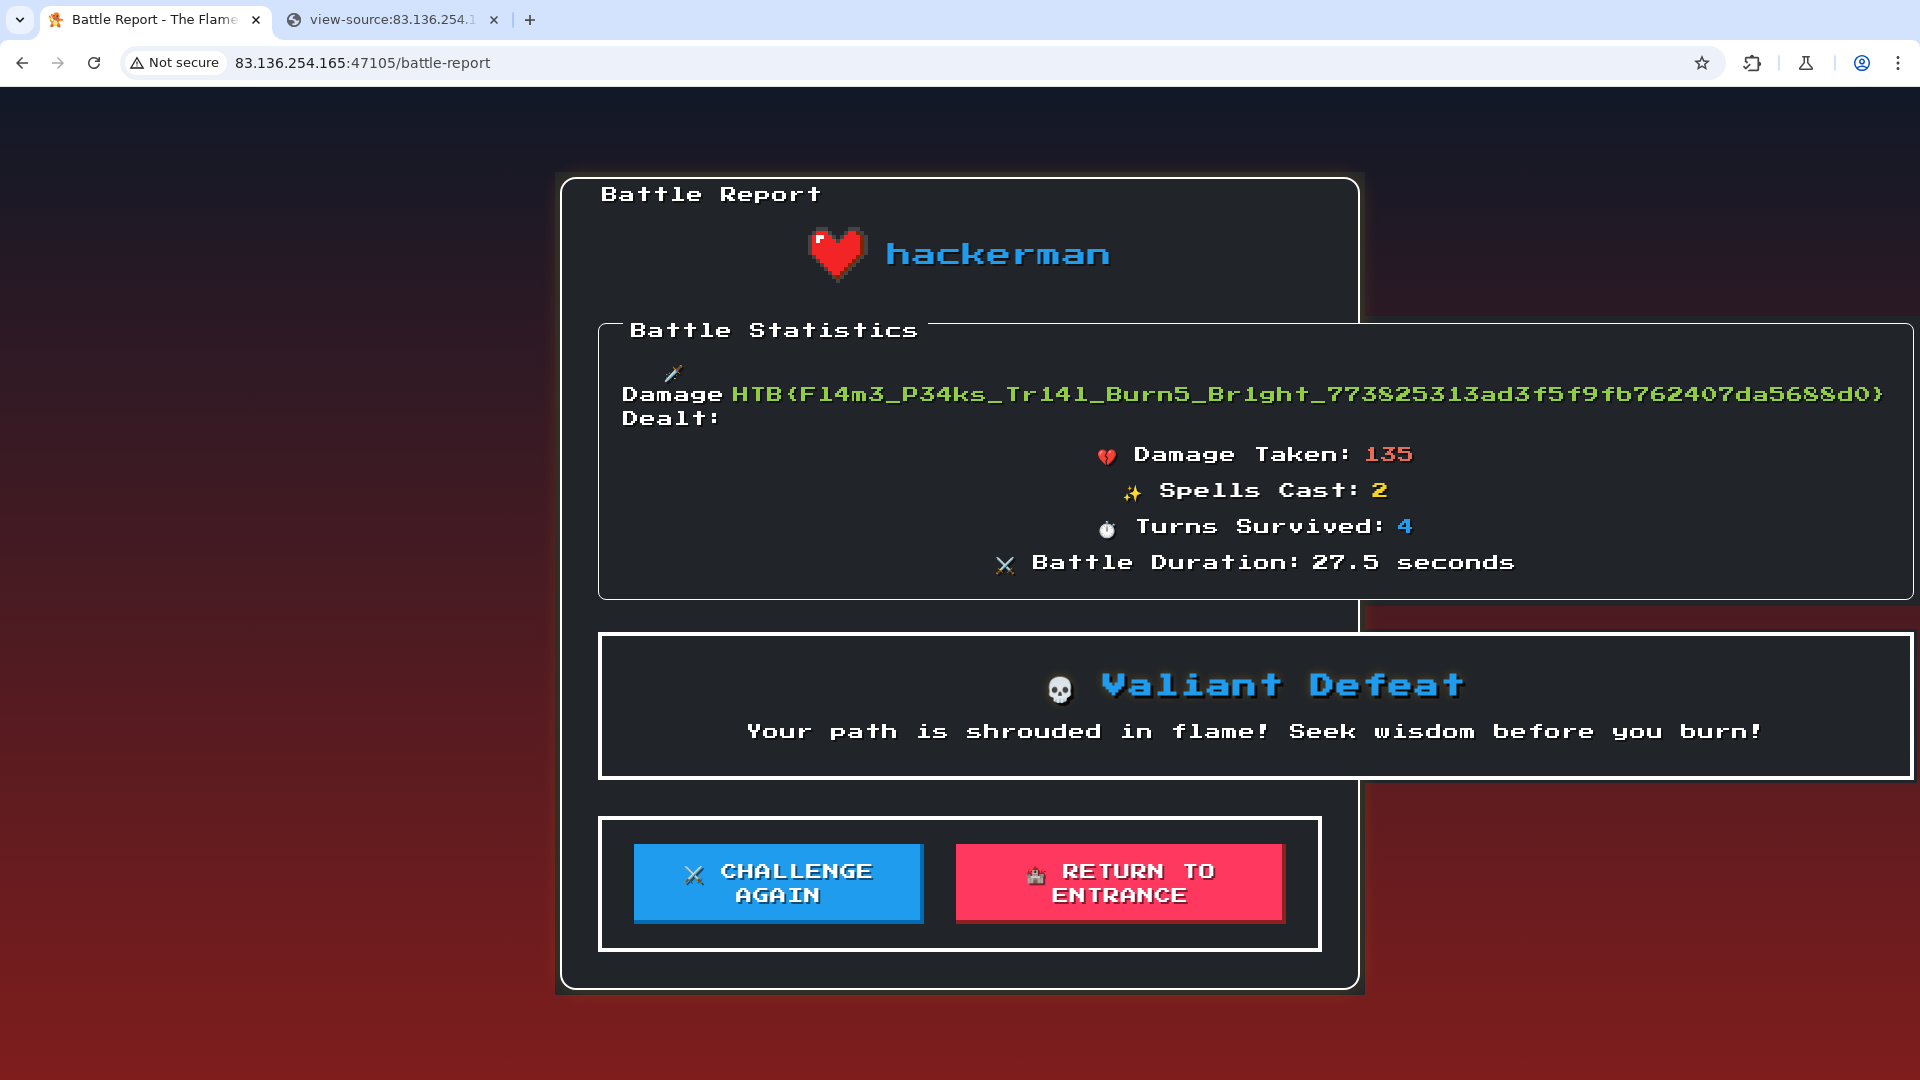 Battle Report - The Flame
view-source:83.136.254.1
Not secure
83.136.254.165:47105/battle-report
Battle Report
hackerman
Battle Statistics
Damage Dealt: HTB{Fl4m3_P34ks_Tr14l_Burn5_Br1ght_773825313ad3f5f9fb762407da5688d0}
Damage Taken: 135
Spells Cast: 2
Turns Survived: 4
Battle Duration: 27.5 seconds
Valiant Defeat
Your path is shrouded in flame! Seek wisdom before you burn!
CHALLENGE
AGAIN
RETURN TO
ENTRANCE